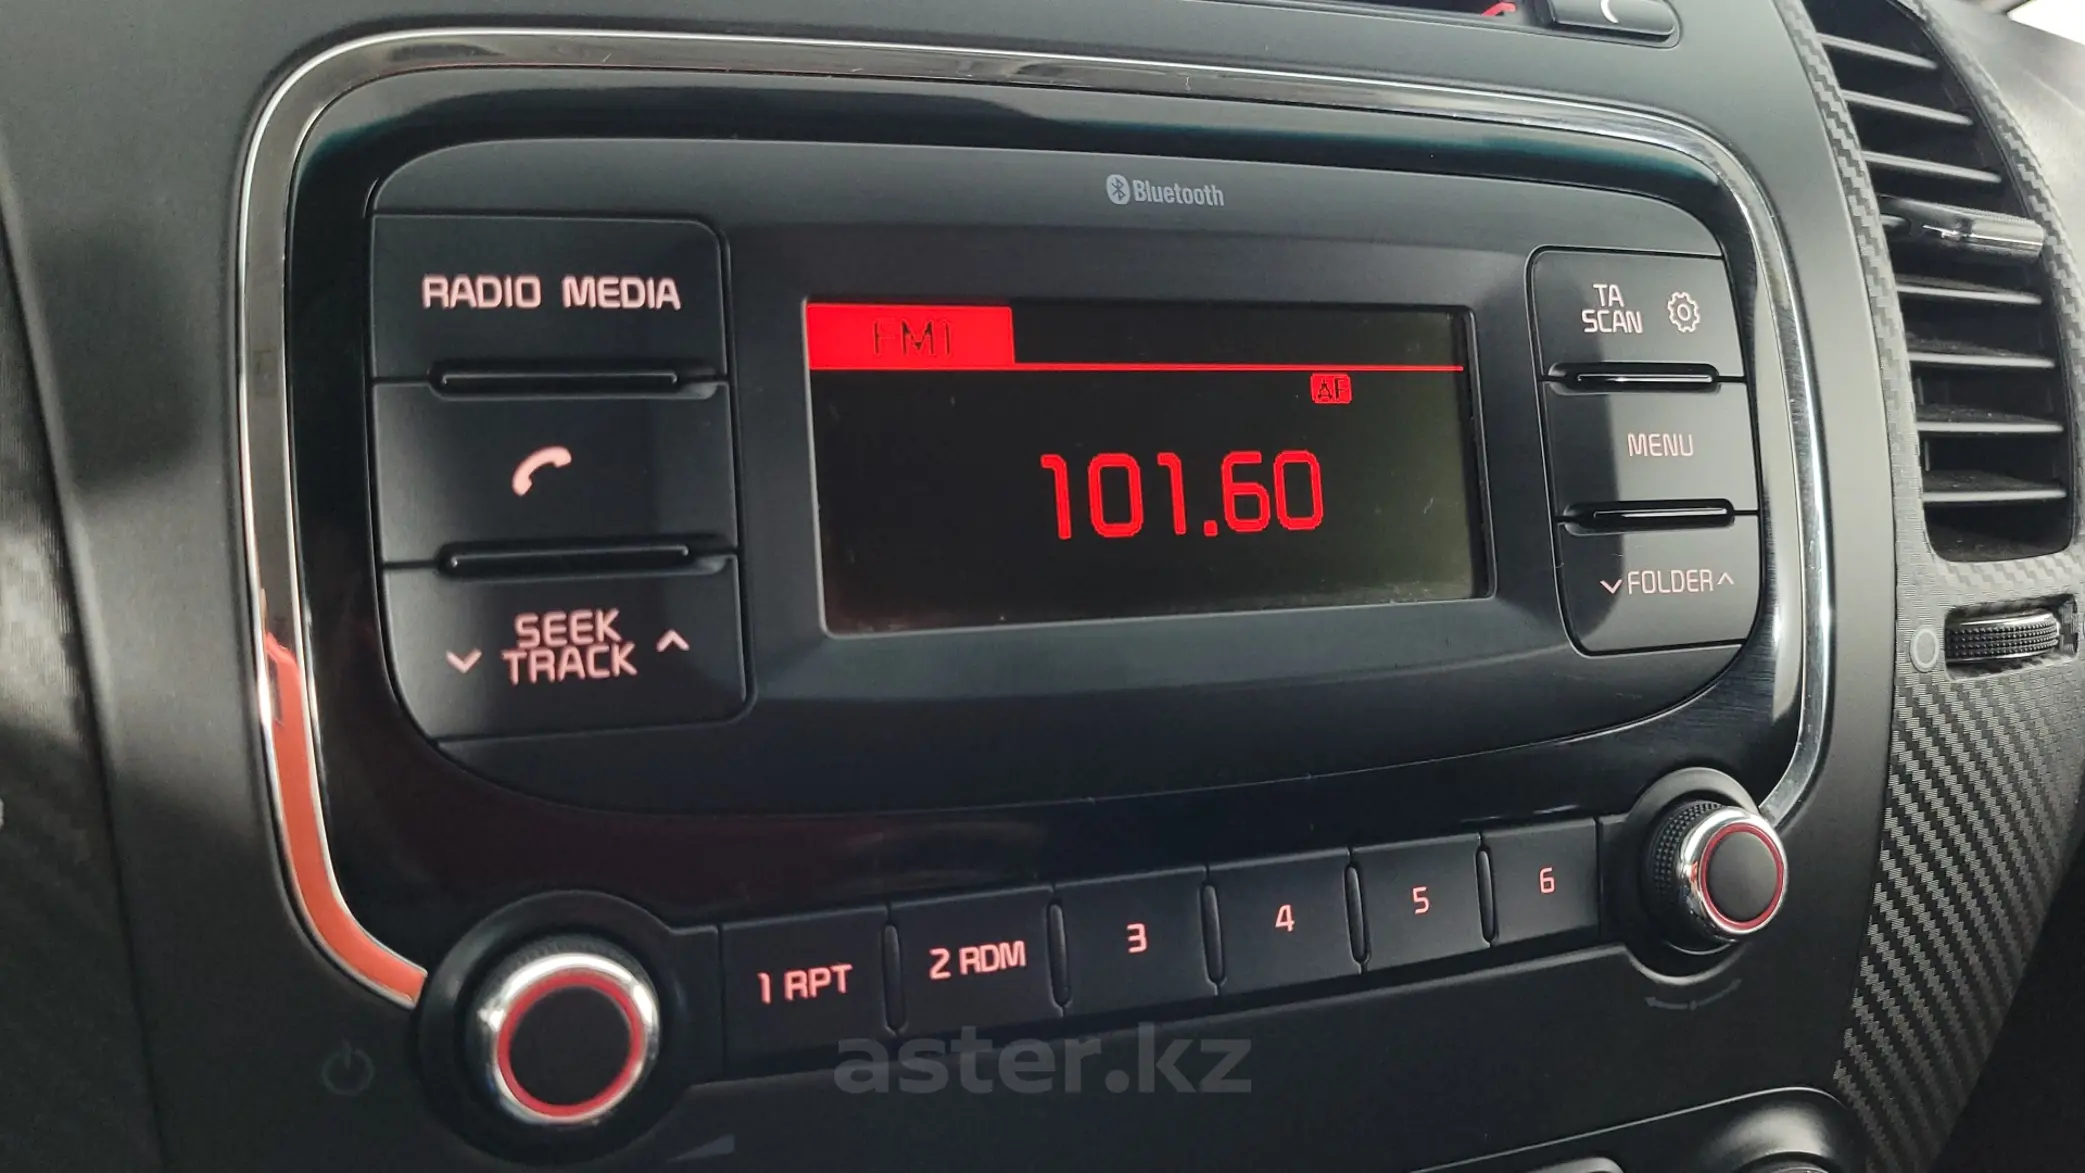 Bluetooth
RADIO MEDIA
FM1
TA
SCAN
AF
101.60
MENU
SEEK
TRACK
FOLDER
1 RPT
2 RDM
3
4
5
6
aster.kz